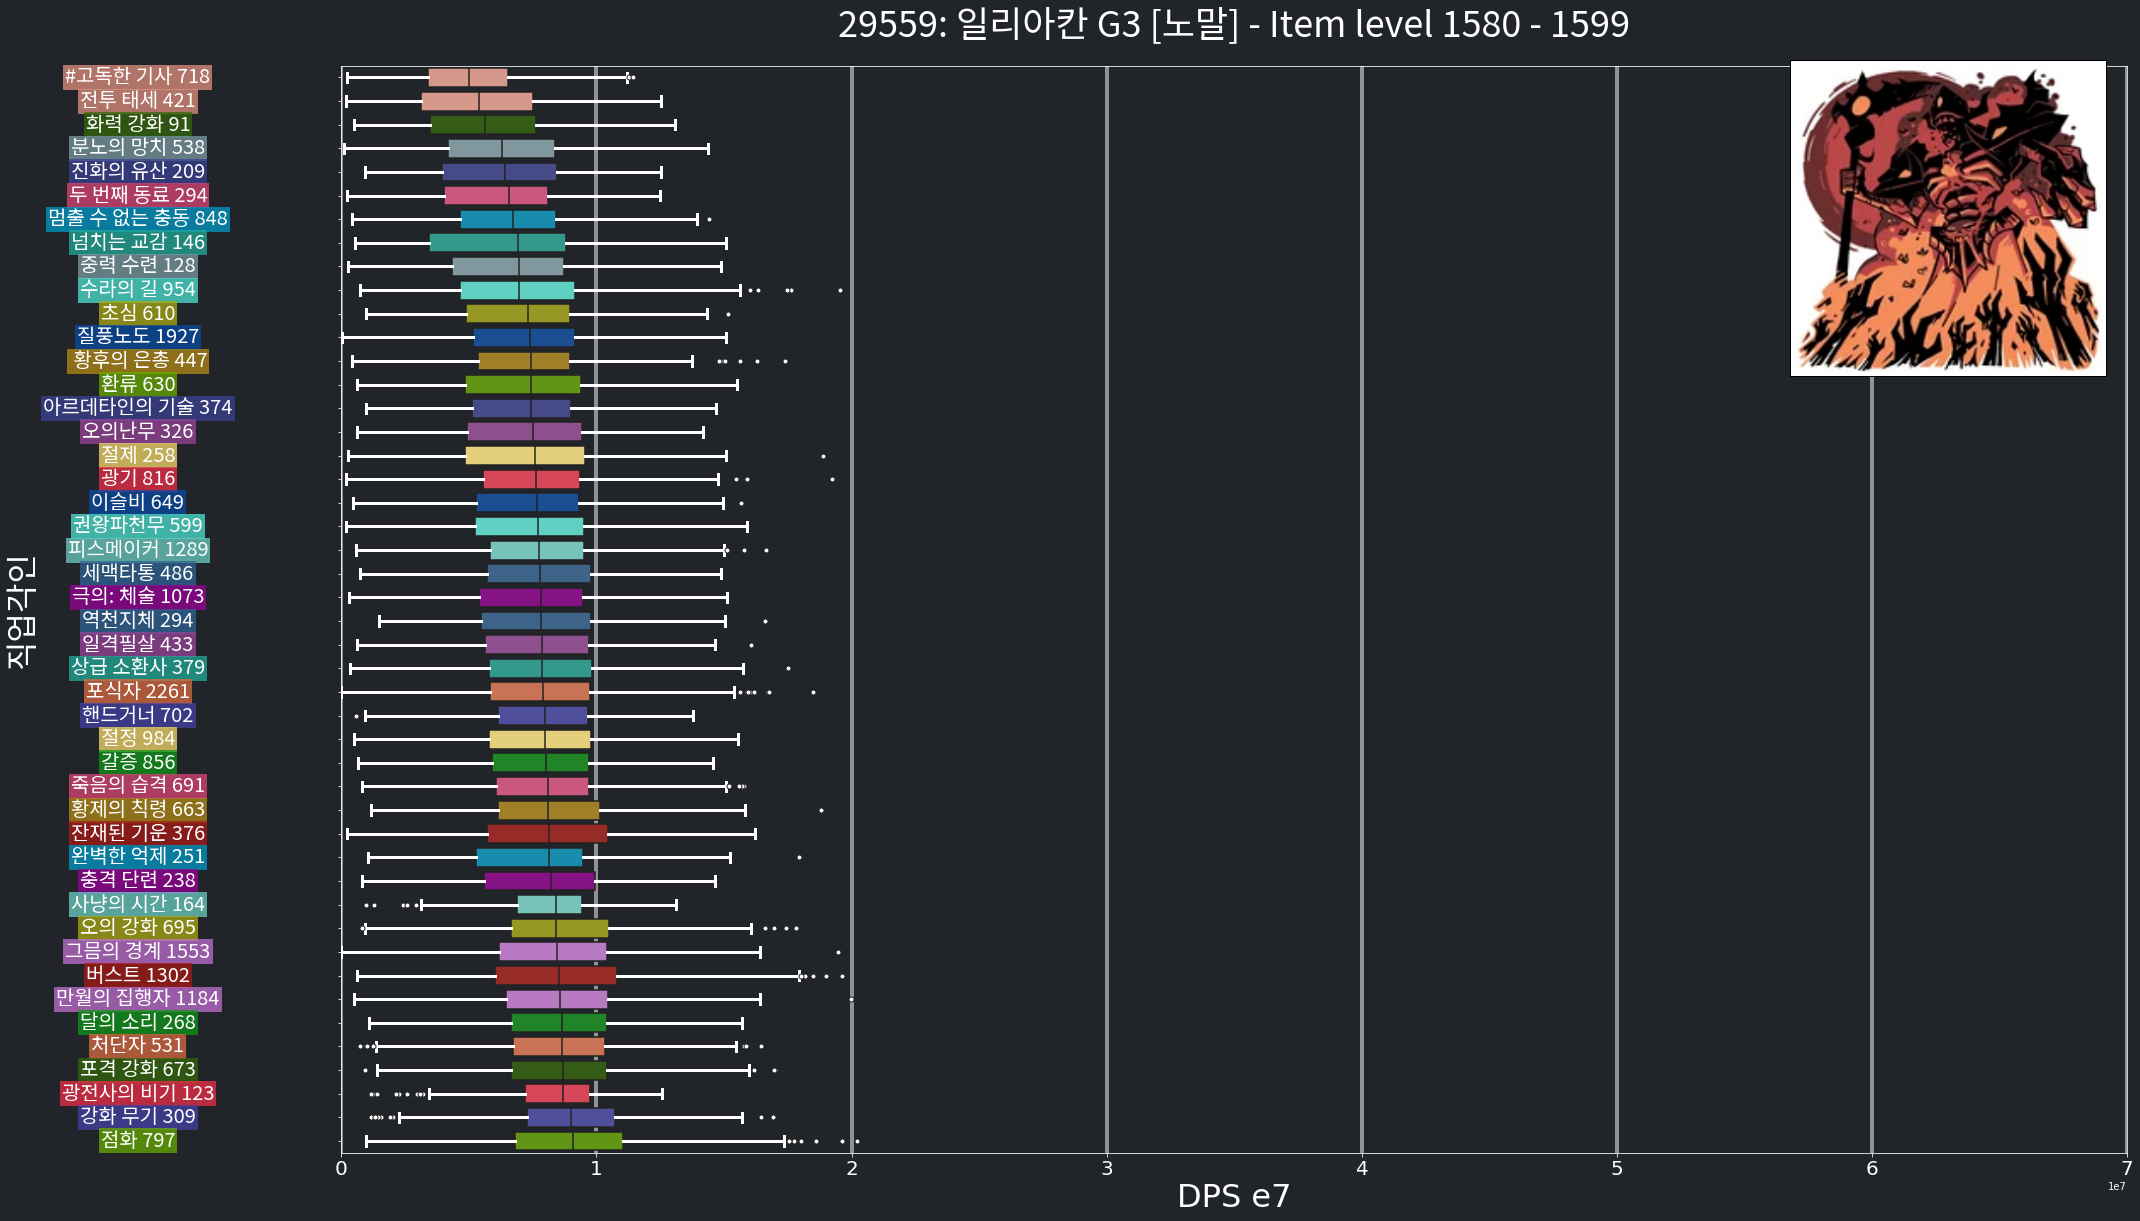 29559: 일리아칸 G3 [노말] - Item level 1580 - 1599
#고독한 기사 718
전투 태세 421
화력 강화 91
분노의 망치 538
진화의 유산 209
두 번째 동료 294
멈출 수 없는 충동 848
넘치는 교감 146
중력 수련 128
수라의 길 954
초심 610
질풍노도 1927
황후의 은총 447
환류 630
아르데타인의 기술 374
오의난무 326
절제 258
광기 816
이슬비 649
권왕파천무 599
피스메이커 1289
세맥타통 486
극의: 체술 1073
역천지체 294
일격필살 433
상급 소환사 379
포식자 2261
핸드거너 702
절정 984
갈증 856
죽음의 습격 691
황제의 칙령 663
잔재된 기운 376
완벽한 억제 251
충격 단련 238
사냥의 시간 164
오의 강화 695
그믐의 경계 1553
버스트 1302
만월의 집행자 1184
달의 소리 268
처단자 531
포격 강화 673
광전사의 비기 123
강화 무기 309
점화 797
직업각인
0 1 2 3 4 5 6 7
DPS e7
1e7